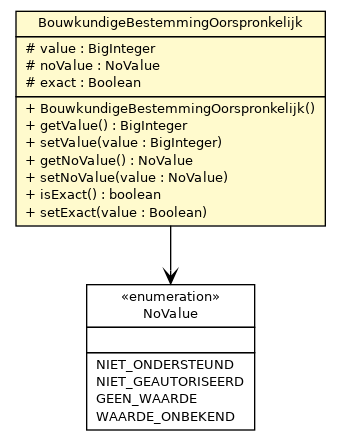 BouwkundigeBestemmingOorspronkelijk
# value : BigInteger
# noValue : NoValue
# exact : Boolean
+ BouwkundigeBestemmingOorspronkelijk()
+ getValue() : BigInteger
+ setValue(value : BigInteger)
+ getNoValue() : NoValue
+ setNoValue(value : NoValue)
+ isExact() : boolean
+ setExact(value : Boolean)
«enumeration»
NoValue
NIET_ONDERSTEUND
NIET_GEAUTORISEERD
GEEN_WAARDE
WAARDE_ONBEKEND